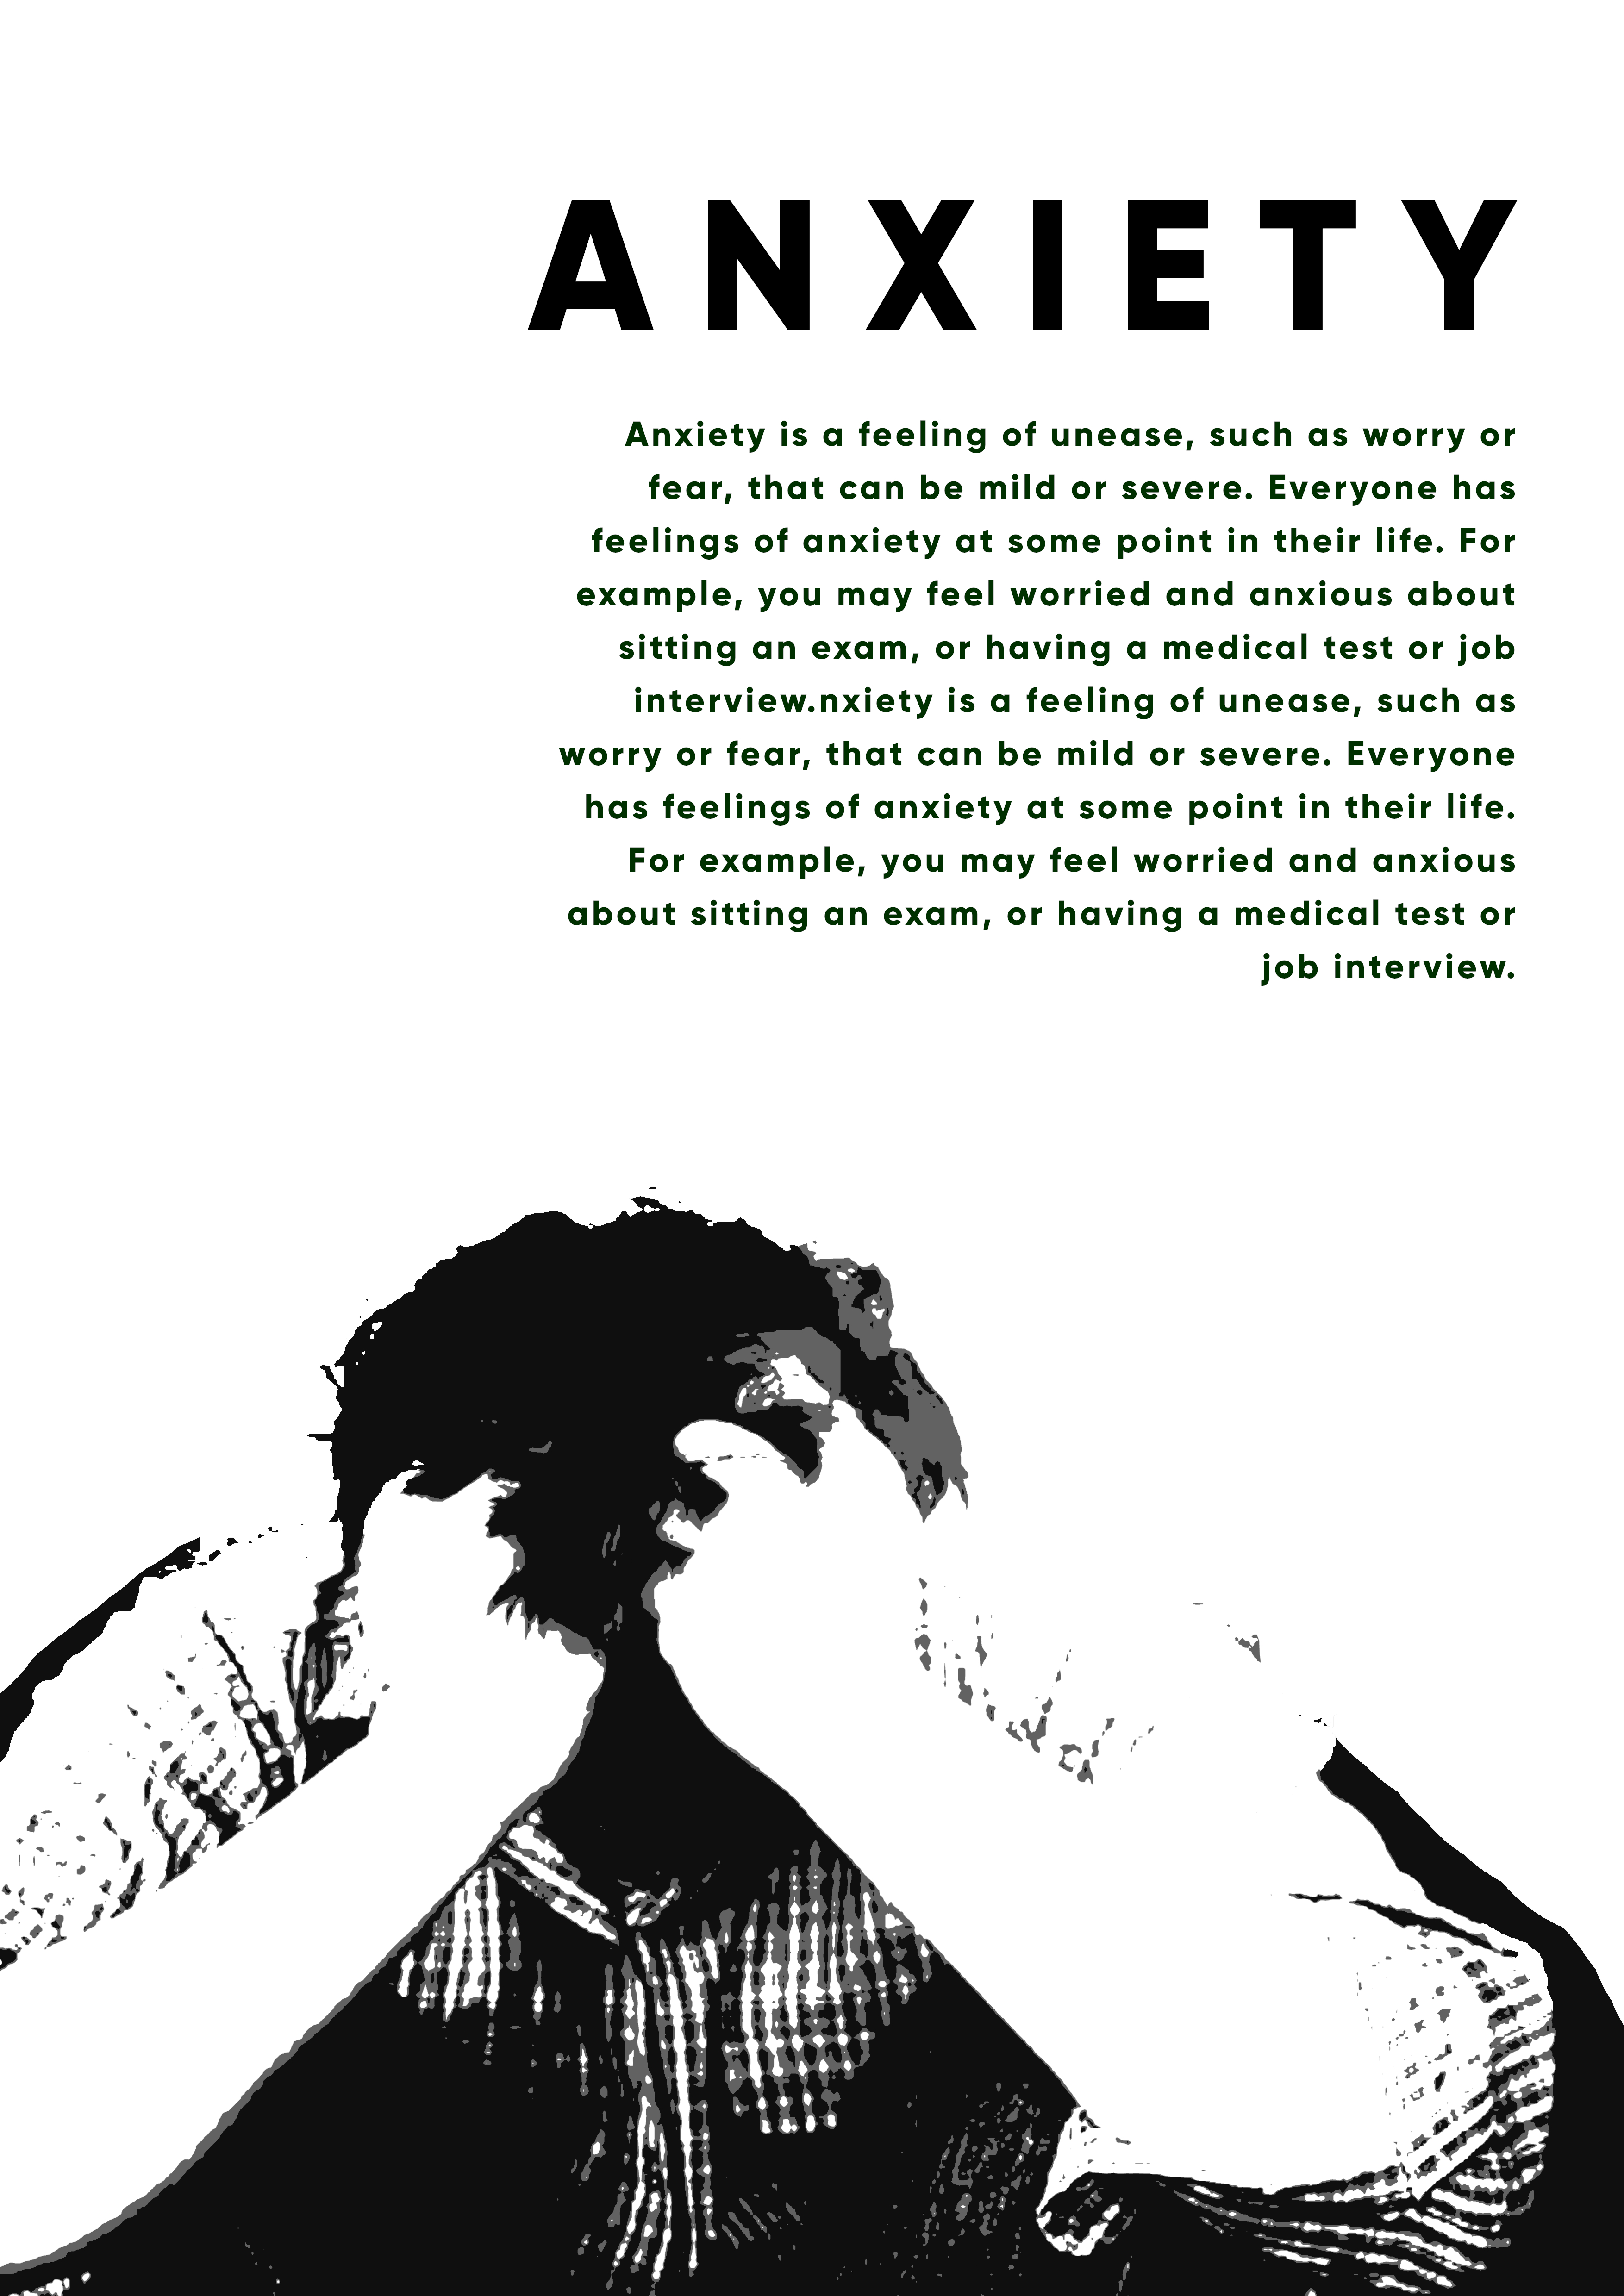 ANXIETY
Anxiety is a feeling of unease, such as worry or
fear, that can be mild or severe. Everyone has
feelings of anxiety at some point in their life. For
example, you may feel worried and anxious about
sitting an exam, or having a medical test or job
interview.nxiety is a feeling of unease, such as
worry or fear, that can be mild or severe. Everyone
has feelings of anxiety at some point in their life.
For example, you may feel worried and anxious
about sitting an exam, or having a medical test or
job interview.